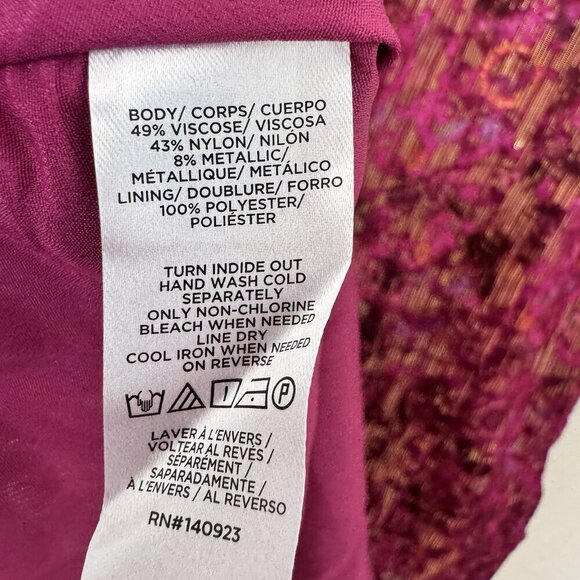 BODY/ CORPS/ CUERPO
49% VISCOSE/ VISCOSA
43% NYLON/ NILÓN
8% METALLIC/
MÉTALLIQUE/ METÁLICO
LINING/ DOUBLURE/ FORRO
100% POLYESTER/
POLIÉSTER
TURN INDIDE OUT
HAND WASH COLD
SEPARATELY
ONLY NON-CHLORINE
BLEACH WHEN NEEDED
LINE DRY
COOL IRON WHEN NEEDED
ON REVERSE
P
LAVER À L'ENVERS /
VOLTEAR AL REVÉS /
SÉPARÉMENT /
SAPARADAMENTE /
À L'ENVERS / AL REVERSO
RN#140923